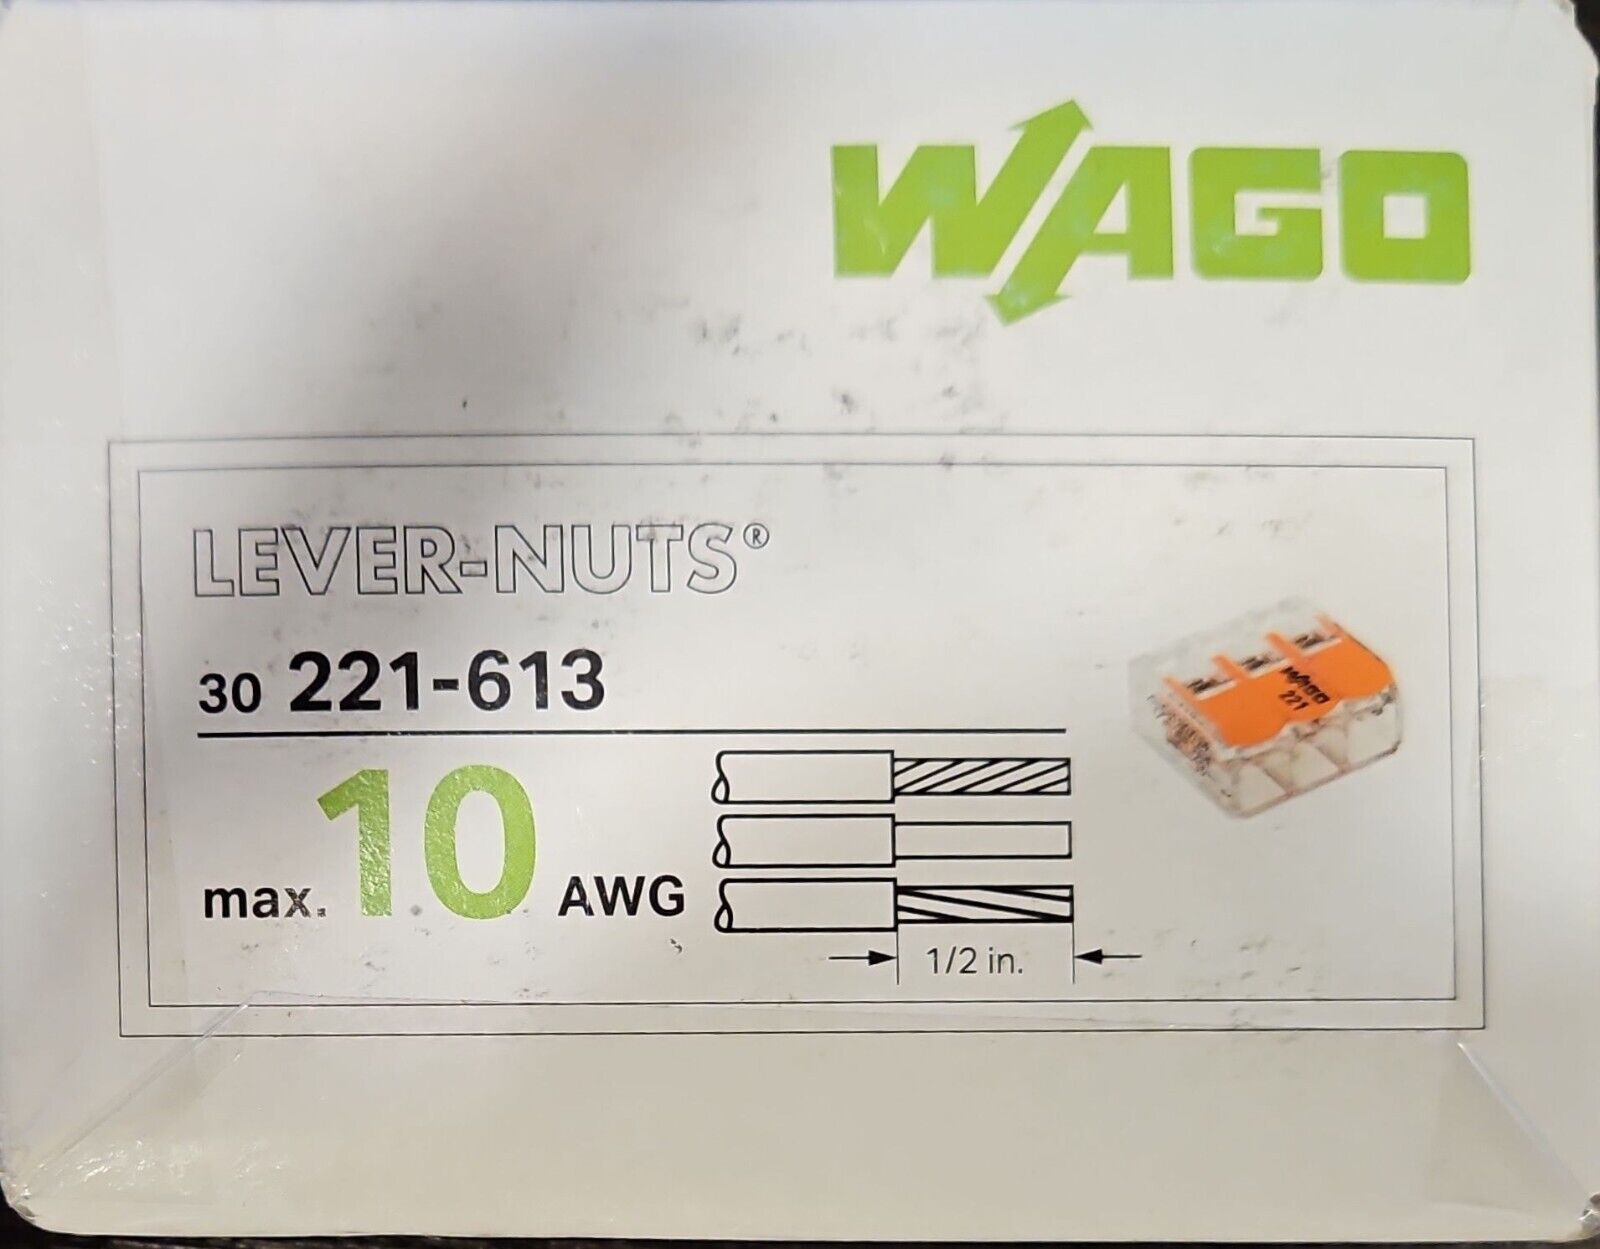 WAGO
LEVER-NUTS®
30 221-613
max. 10 AWG
1/2 in.
WAGO
221